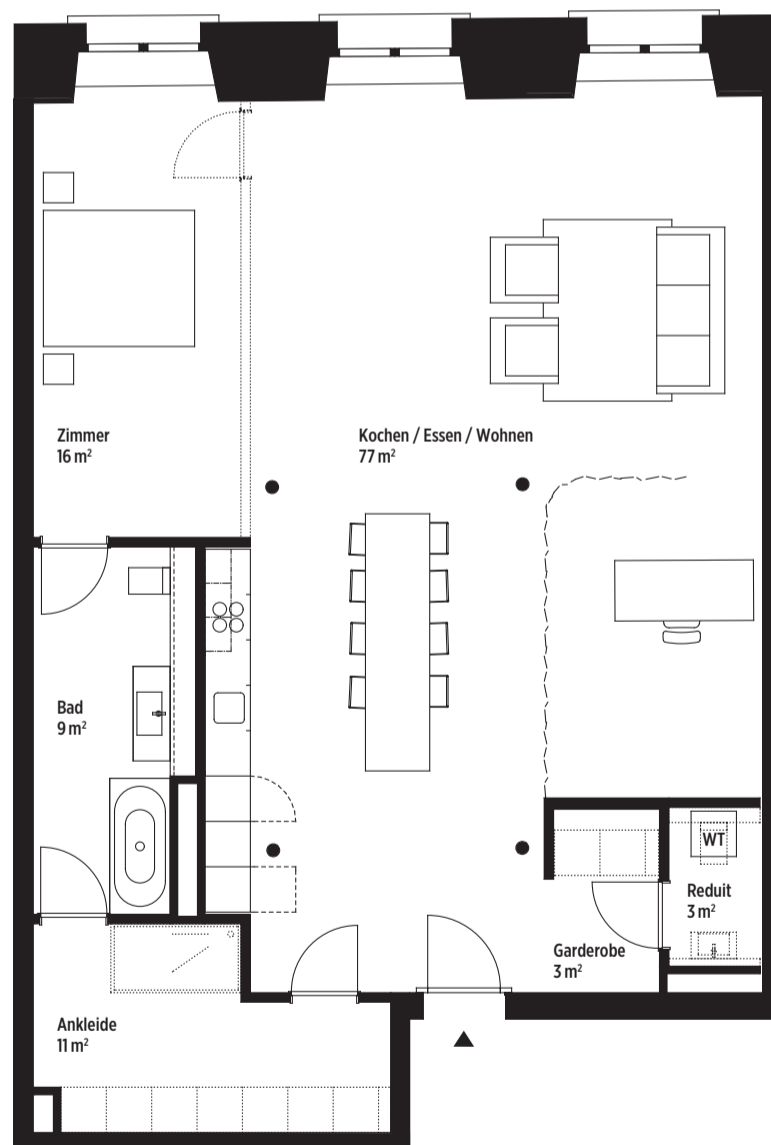 Zimmer
16 m²
Kochen / Essen / Wohnen
77 m²
Bad
9 m²
WT
Reduit
3 m²
Garderobe
3 m²
Ankleide
11 m²